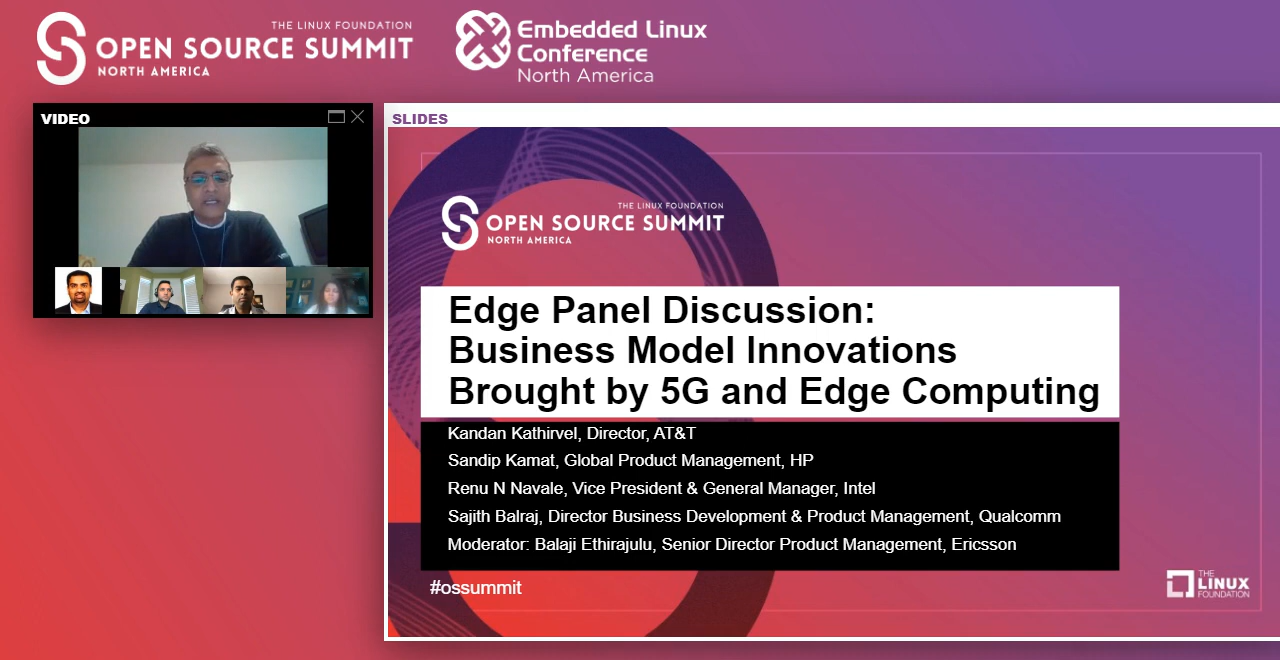 THE LINUX FOUNDATION
OPEN SOURCE SUMMIT
NORTH AMERICA
Embedded Linux
Conference
North America
VIDEO
SLIDES
THE LINUX FOUNDATION
OPEN SOURCE SUMMIT
NORTH AMERICA
Edge Panel Discussion:
Business Model Innovations
Brought by 5G and Edge Computing
Kandan Kathirvel, Director, AT&T
Sandip Kamat, Global Product Management, HP
Renu N Navale, Vice President & General Manager, Intel
Sajith Balraj, Director Business Development & Product Management, Qualcomm
Moderator: Balaji Ethirajulu, Senior Director Product Management, Ericsson
#ossummit
THE
LINUX
FOUNDATION